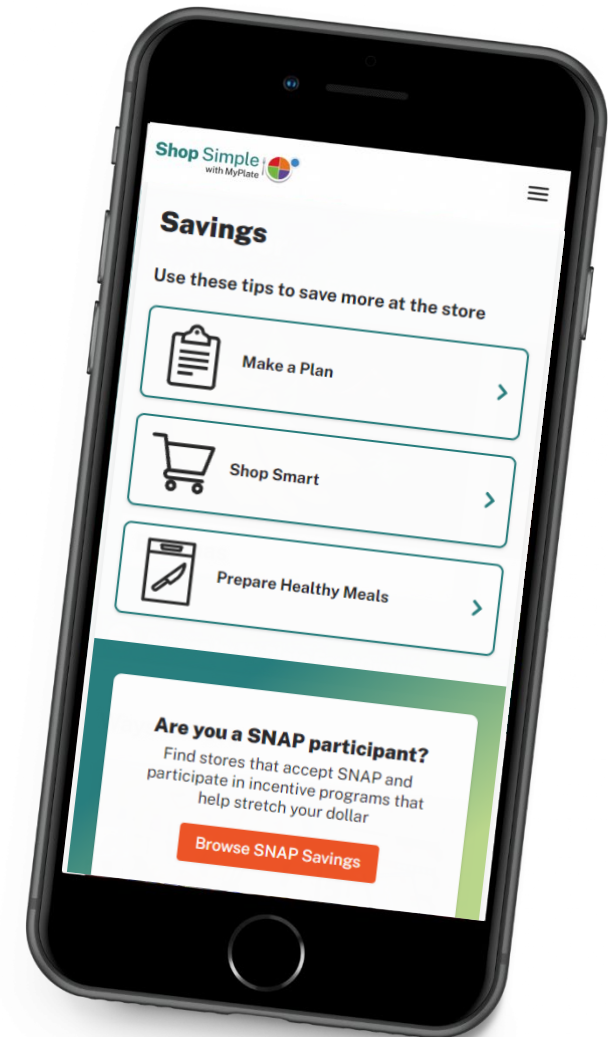 Shop Simple
with MyPlate
Savings
Use these tips to save more at the store
Make a Plan
Shop Smart
Prepare Healthy Meals
Are you a SNAP participant?
Find stores that accept SNAP and
participate in incentive programs that
help stretch your dollar
Browse SNAP Savings